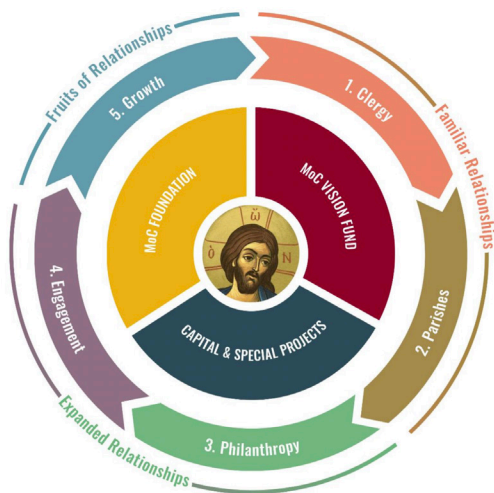 Fruits of Relationships
Familiar Relationships
Expanded Relationships
1. Clergy
2. Parishes
3. Philanthropy
4. Engagement
5. Growth
MoC FOUNDATION
MoC VISION FUND
CAPITAL & SPECIAL PROJECTS
ὁ
ὤ
Ν